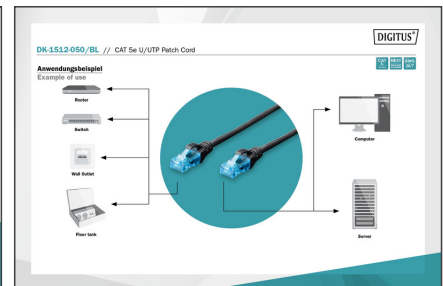 DIGITUS®
DK-1512-050/BL // CAT 5e U/UTP Patch Cord
Anwendungsbeispiel
Example of use
Router
Switch
Wall Outlet
Floor tank
Computer
Server